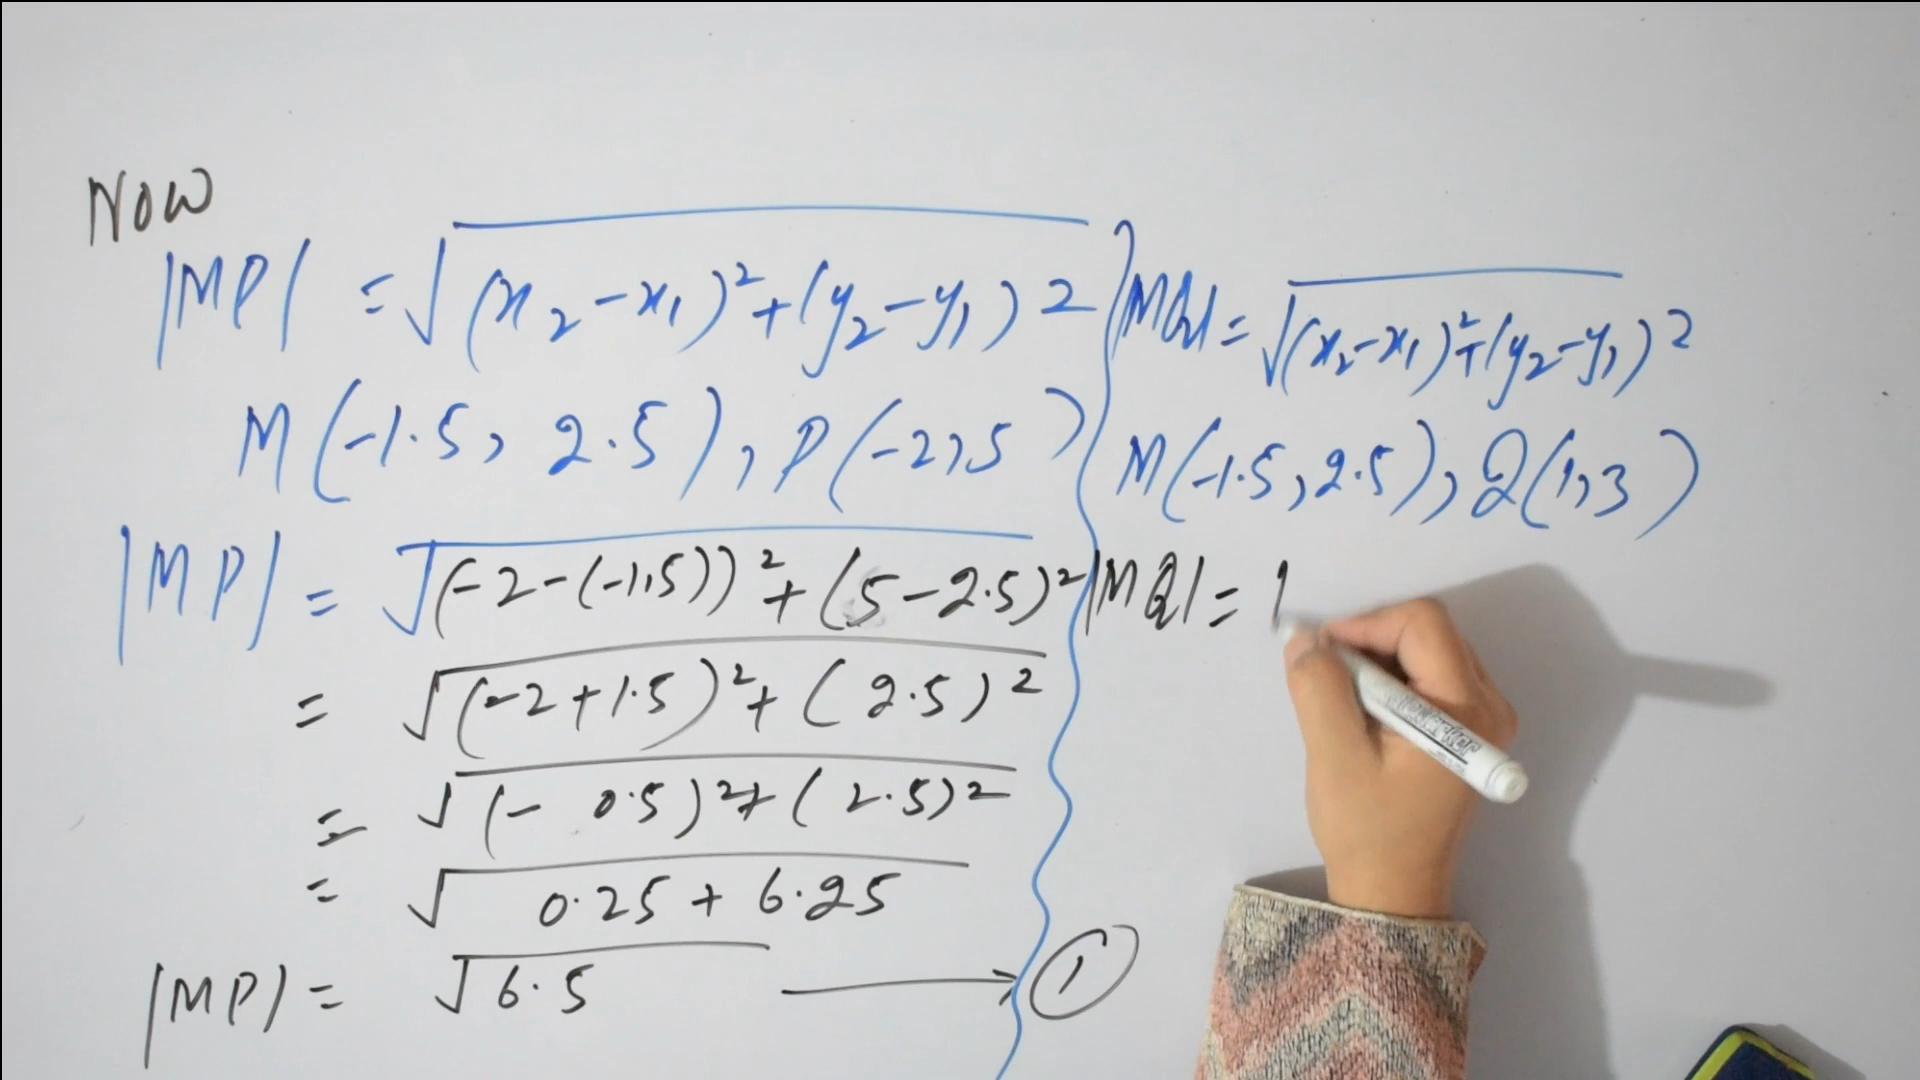 Now
|MP| = √(x₂-x₁)²+(y₂-y₁)2
M(-1.5, 2.5), P(-2,5)
|MP| = √(-2-(-1.5))²+(5-2.5)²
= √(-2+1.5)²+(2.5)²
= √(- 0.5)²+(2.5)²
= √0.25+6.25
|MP| = √6.5 → ①
|MQ| = √(x₂-x₁)²+(y₂-y₁)2
M(-1.5,2.5), Q(1,3)
|MQ| =